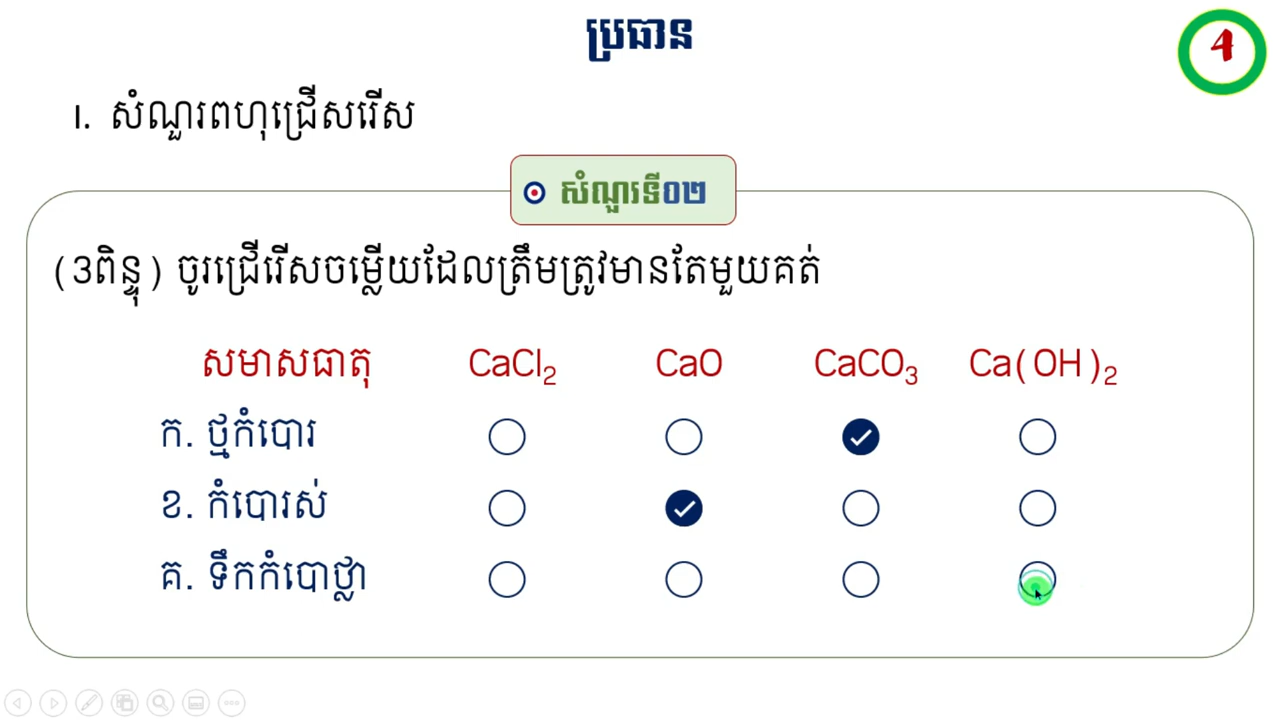 ប្រធាន
4
I. សំណួរពហុជ្រើសរើស
សំណួរទី០២
(3ពិន្ទុ) ចូរជ្រើរើសចម្លើយដែលត្រឹមត្រូវមានតែមួយគត់
សមាសធាតុ CaCl₂ CaO CaCO₃ Ca(OH)₂
ក. ថ្មកំបោរ
ខ. កំបោរស់
គ. ទឹកកំបោថ្លា